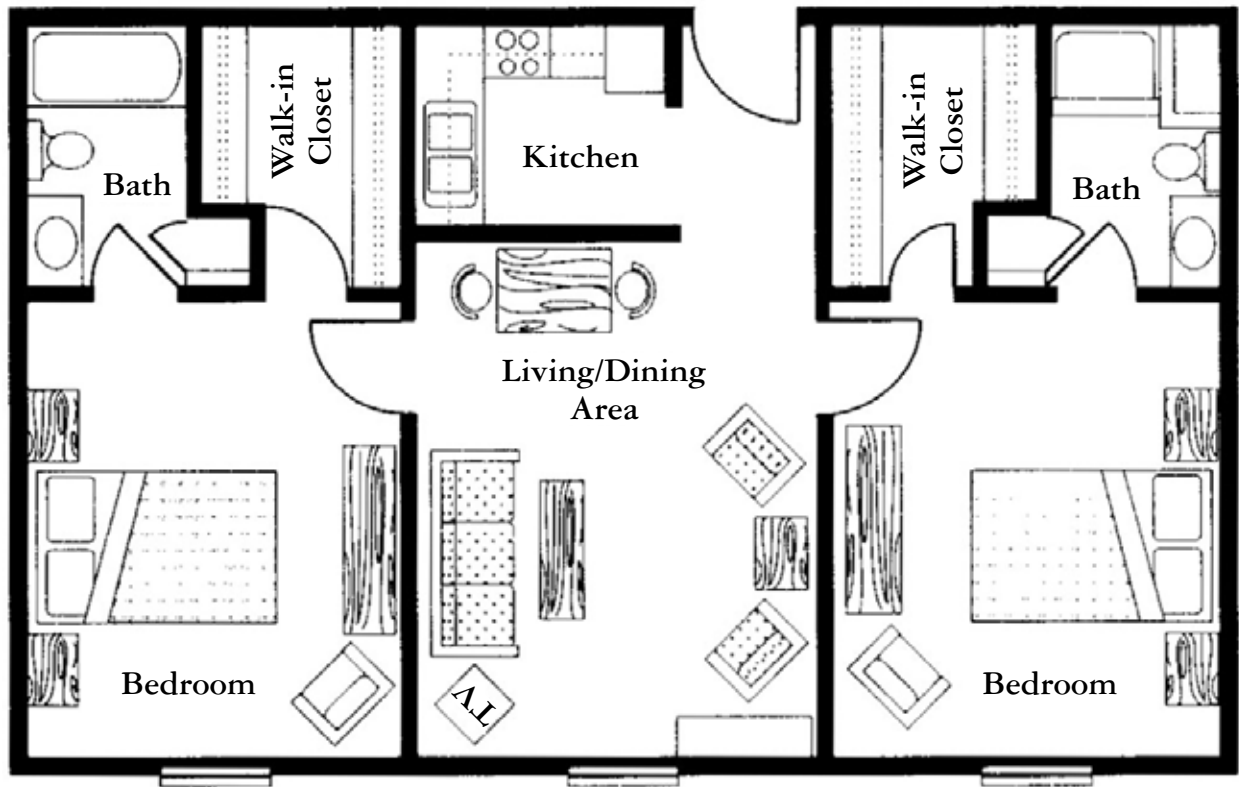 Walk-in
Closet
Kitchen
Walk-in
Closet
Bath
Bath
Living/Dining
Area
Bedroom
TV
Bedroom